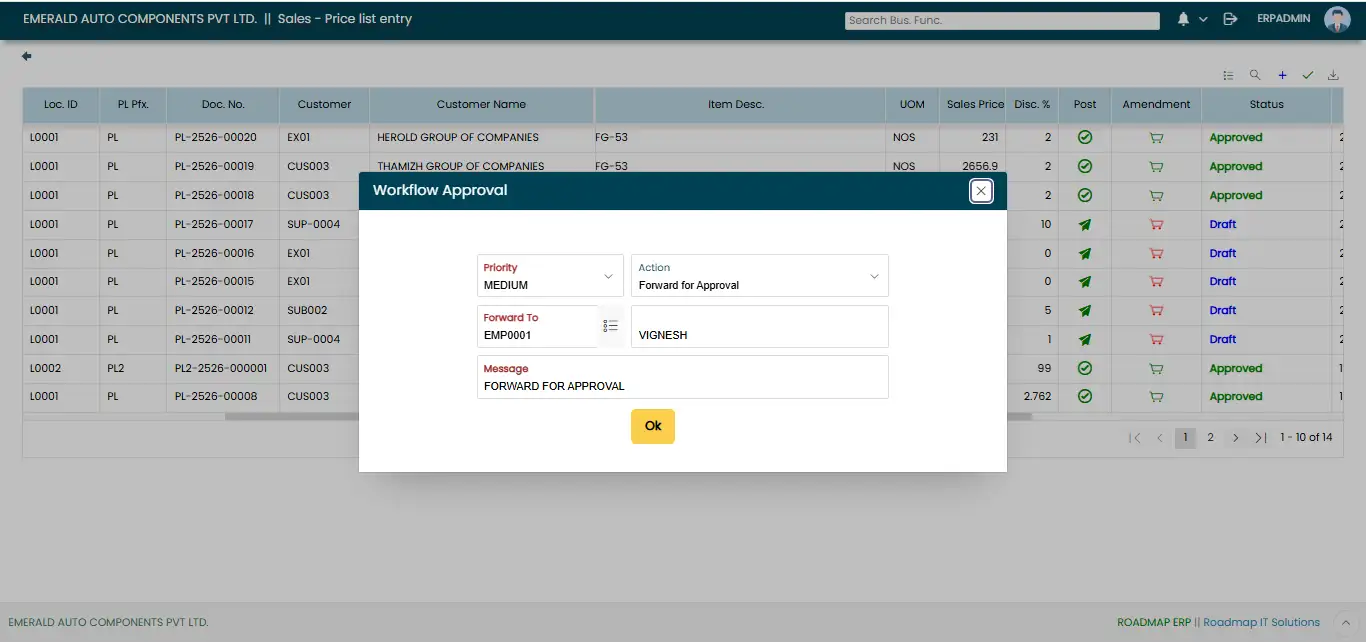 EMERALD AUTO COMPONENTS PVT LTD. || Sales - Price list entry Search Bus. Func. ERPADMIN
Loc. ID PL Pfx. Doc. No. Customer Customer Name Item Desc. UOM Sales Price Disc. % Post Amendment Status
L0001 PL PL-2526-00020 EX01 HEROLD GROUP OF COMPANIES FG-53 NOS 231 2 Approved
L0001 PL PL-2526-00019 CUS003 THAMIZH GROUP OF COMPANIES FG-53 NOS 2656.9 2 Approved
L0001 PL PL-2526-00018 CUS003 2 Approved
L0001 PL PL-2526-00017 SUP-0004 10 Draft
L0001 PL PL-2526-00016 EX01 0 Draft
L0001 PL PL-2526-00015 EX01 0 Draft
L0001 PL PL-2526-00012 SUB002 5 Draft
L0001 PL PL-2526-00011 SUP-0004 1 Draft
L0002 PL2 PL2-2526-000001 CUS003 99 Approved
L0001 PL PL-2526-00008 CUS003 2.762 Approved
Workflow Approval
Priority
MEDIUM
Action
Forward for Approval
Forward To
EMP0001
VIGNESH
Message
FORWARD FOR APPROVAL
Ok
1 2 1 - 10 of 14
EMERALD AUTO COMPONENTS PVT LTD. ROADMAP ERP || Roadmap IT Solutions